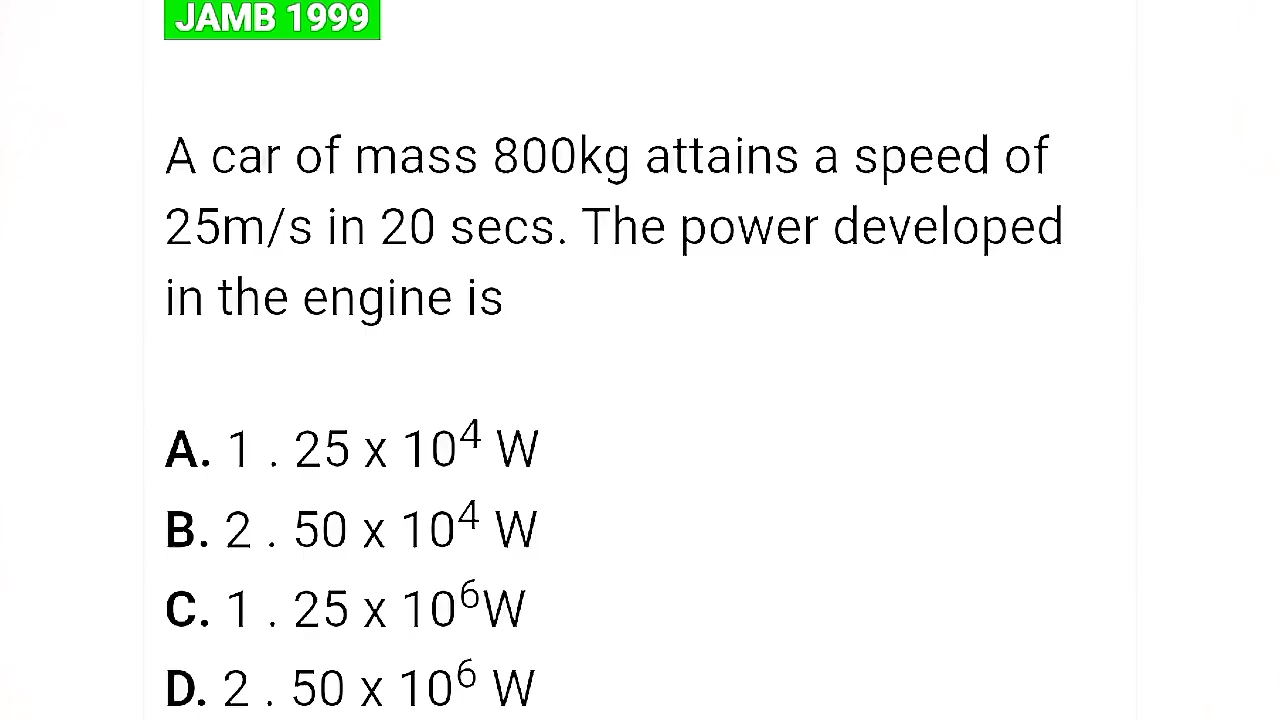 JAMB 1999
A car of mass 800kg attains a speed of
25m/s in 20 secs. The power developed
in the engine is
A. 1 . 25 x 10⁴ W
B. 2 . 50 x 10⁴ W
C. 1 . 25 x 10⁶W
D. 2 . 50 x 10⁶ W